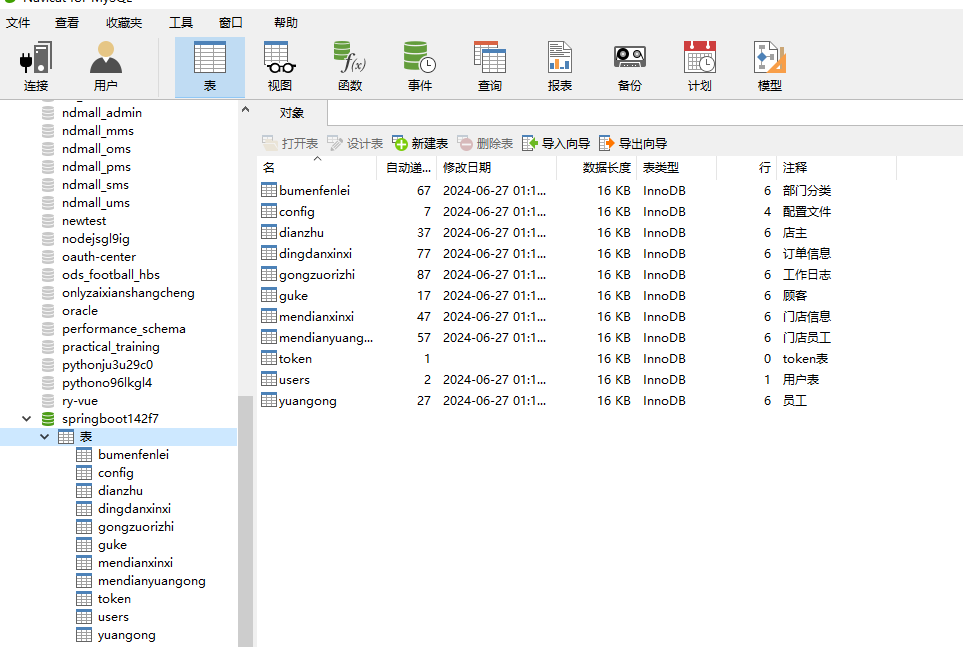 Navicat for MySQL
文件 查看 收藏夹 工具 窗口 帮助
连接 用户 表 视图 函数 事件 查询 报表 备份 计划 模型
f(x)
对象
打开表 设计表 新建表 删除表 导入向导 导出向导
ndmall_admin
ndmall_mms
ndmall_oms
ndmall_pms
ndmall_sms
ndmall_ums
newtest
nodejsgl9ig
oauth-center
ods_football_hbs
onlyzaixianshangcheng
oracle
performance_schema
practical_training
pythonju3u29c0
pythono96lkgl4
ry-vue
springboot142f7
表
bumenfenlei
config
dianzhu
dingdanxinxi
gongzuorizhi
guke
mendianxinxi
mendianyuangong
token
users
yuangong
名 自动递... 修改日期 数据长度 表类型 行 注释
bumenfenlei 67 2024-06-27 01:1... 16 KB InnoDB 6 部门分类
config 7 2024-06-27 01:1... 16 KB InnoDB 4 配置文件
dianzhu 37 2024-06-27 01:1... 16 KB InnoDB 6 店主
dingdanxinxi 77 2024-06-27 01:1... 16 KB InnoDB 6 订单信息
gongzuorizhi 87 2024-06-27 01:1... 16 KB InnoDB 6 工作日志
guke 17 2024-06-27 01:1... 16 KB InnoDB 6 顾客
mendianxinxi 47 2024-06-27 01:1... 16 KB InnoDB 6 门店信息
mendianyuang... 57 2024-06-27 01:1... 16 KB InnoDB 6 门店员工
token 1 16 KB InnoDB 0 token表
users 2 2024-06-27 01:1... 16 KB InnoDB 1 用户表
yuangong 27 2024-06-27 01:1... 16 KB InnoDB 6 员工